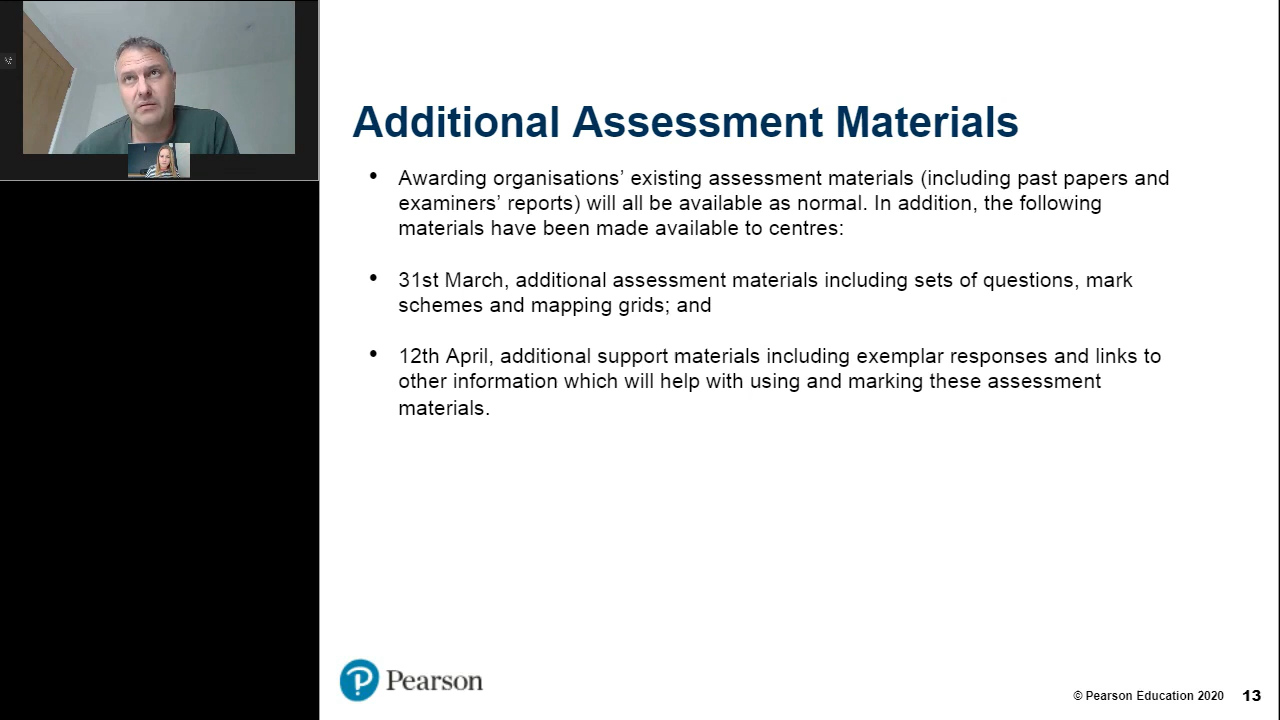 Additional Assessment Materials
• Awarding organisations’ existing assessment materials (including past papers and
examiners’ reports) will all be available as normal. In addition, the following
materials have been made available to centres:
• 31st March, additional assessment materials including sets of questions, mark
schemes and mapping grids; and
• 12th April, additional support materials including exemplar responses and links to
other information which will help with using and marking these assessment
materials.
Pearson
© Pearson Education 2020 13